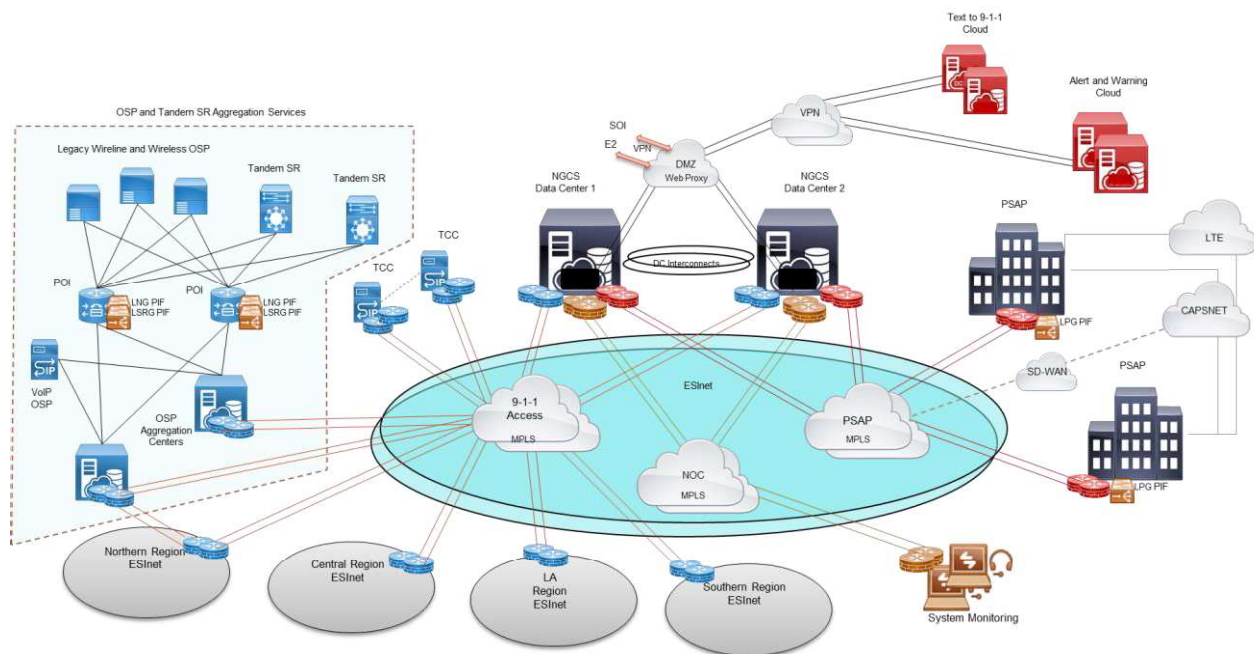 Text to 9-1-1
Cloud
DC
Alert and Warning
Cloud
OSP and Tandem SR Aggregation Services
VPN
SOI
E2
VPN
DMZ
Web Proxy
Legacy Wireline and Wireless OSP
Tandem SR
Tandem SR
NGCS
Data Center 1
NGCS
Data Center 2
PSAP
LTE
TCC
TCC
SIP
SIP
DC Interconnects
POI
POI
LNG PIF
LSRG PIF
LNG PIF
LSRG PIF
CAPSNET
LPG PIF
SIP
VoIP
OSP
ESInet
SD-WAN
PSAP
9-1-1
Access
MPLS
PSAP
MPLS
OSP
Aggregation
Centers
NOC
MPLS
LPG PIF
Northern Region
ESInet
Central Region
ESInet
LA
Region
ESInet
Southern Region
ESInet
System Monitoring